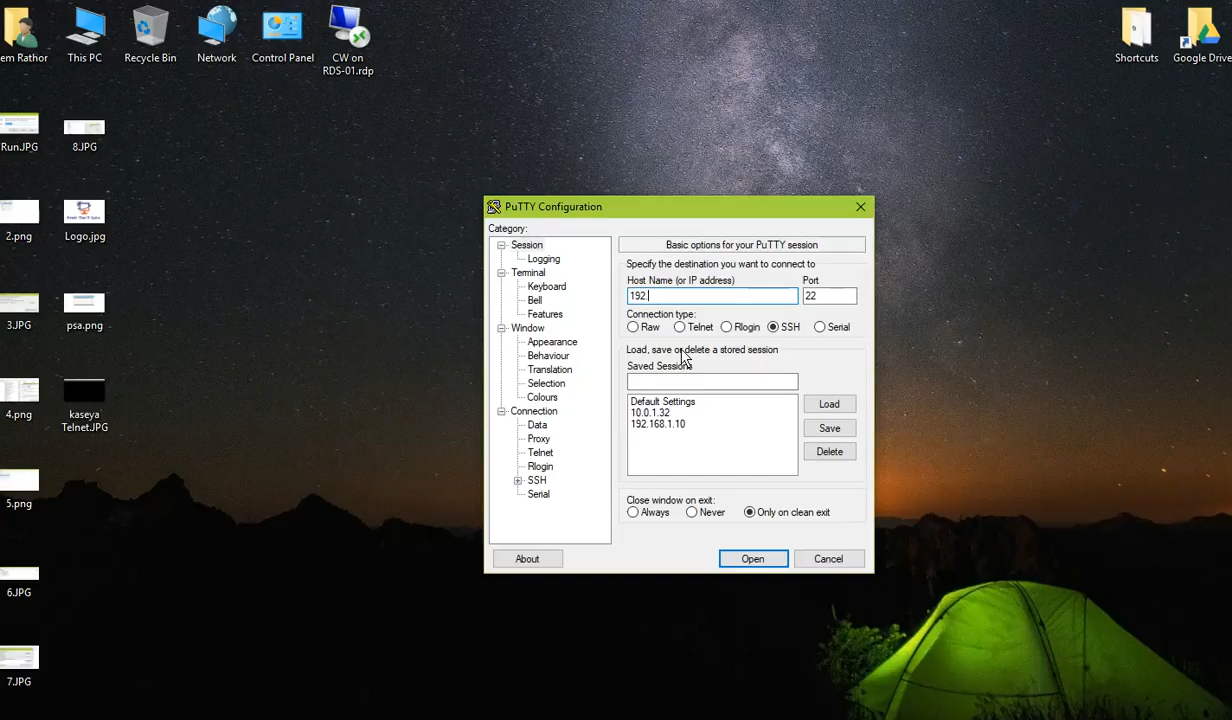 em Rathor
This PC
Recycle Bin
Network
Control Panel
CW on
RDS-01.rdp
Shortcuts
Google Drive
Run.JPG
8.JPG
2.png
Logo.jpg
3.JPG
psa.png
4.png
kaseya
Telnet.JPG
5.png
6.JPG
7.JPG
PuTTY Configuration
Category:
Session
Logging
Terminal
Keyboard
Bell
Features
Window
Appearance
Behaviour
Translation
Selection
Colours
Connection
Data
Proxy
Telnet
Rlogin
SSH
Serial
Basic options for your PuTTY session
Specify the destination you want to connect to
Host Name (or IP address) Port
192. 22
Connection type:
Raw Telnet Rlogin SSH Serial
Load, save or delete a stored session
Saved Sessions
Default Settings
10.0.1.32
192.168.1.10
Load
Save
Delete
Close window on exit:
Always Never Only on clean exit
About
Open
Cancel